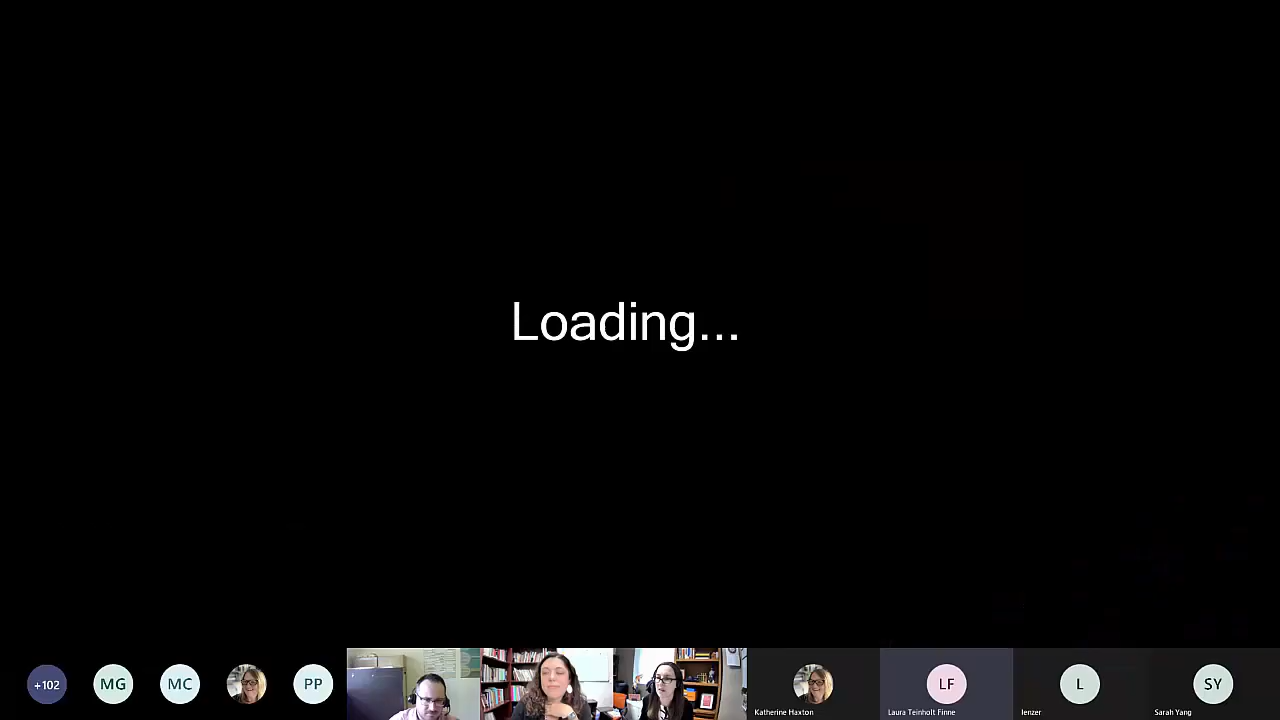 Loading...
+102
MG
MC
PP
LF
L
SY
Katherine Haxton
Laura Teinholt Finne
lenzer
Sarah Yang